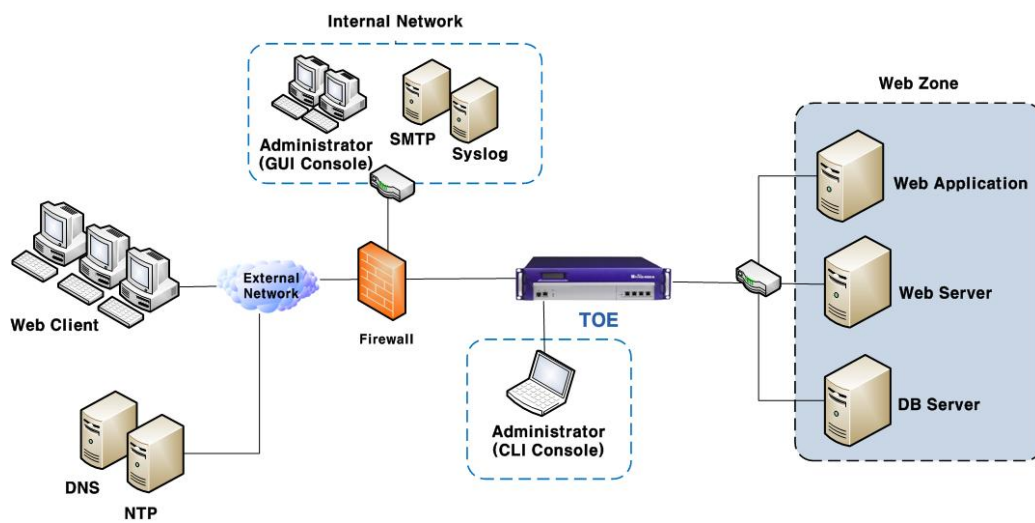 Internal Network
Administrator
(GUI Console)
SMTP
Syslog
Web Zone
Web Application
Web Client
External
Network
Firewall
TOE
Web Server
Administrator
(CLI Console)
DB Server
DNS
NTP